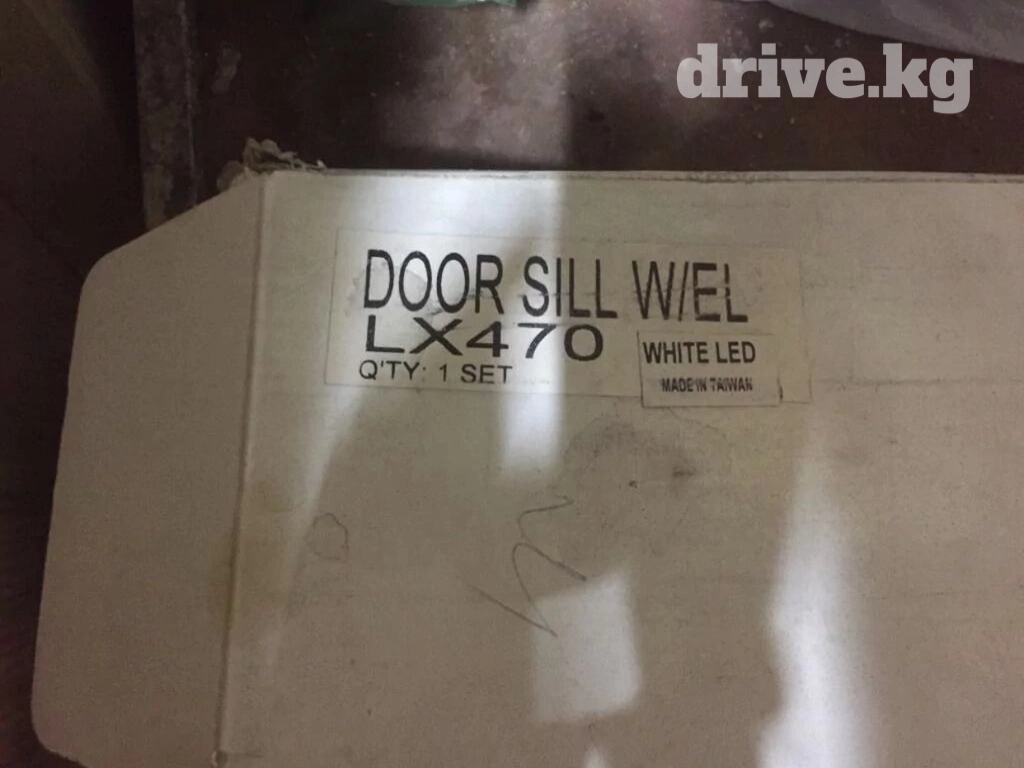 drive.kg
DOOR SILL W/EL
LX470
Q'TY: 1 SET
WHITE LED
MADE IN TAIWAN